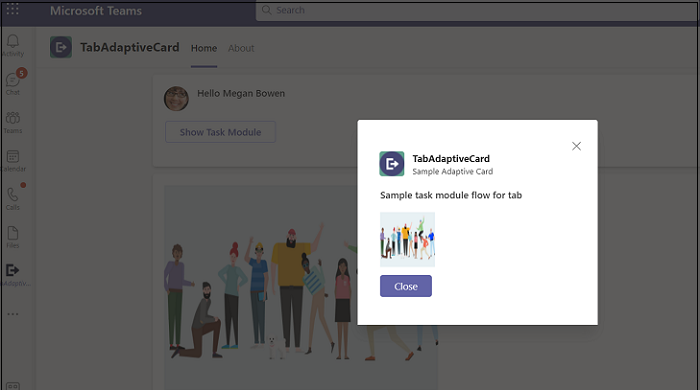 Microsoft Teams
Search
Activity
TabAdaptiveCard
Home
About
5
Chat
Hello Megan Bowen
Teams
Show Task Module
Calendar
TabAdaptiveCard
Sample Adaptive Card
Calls
Sample task module flow for tab
Files
Close